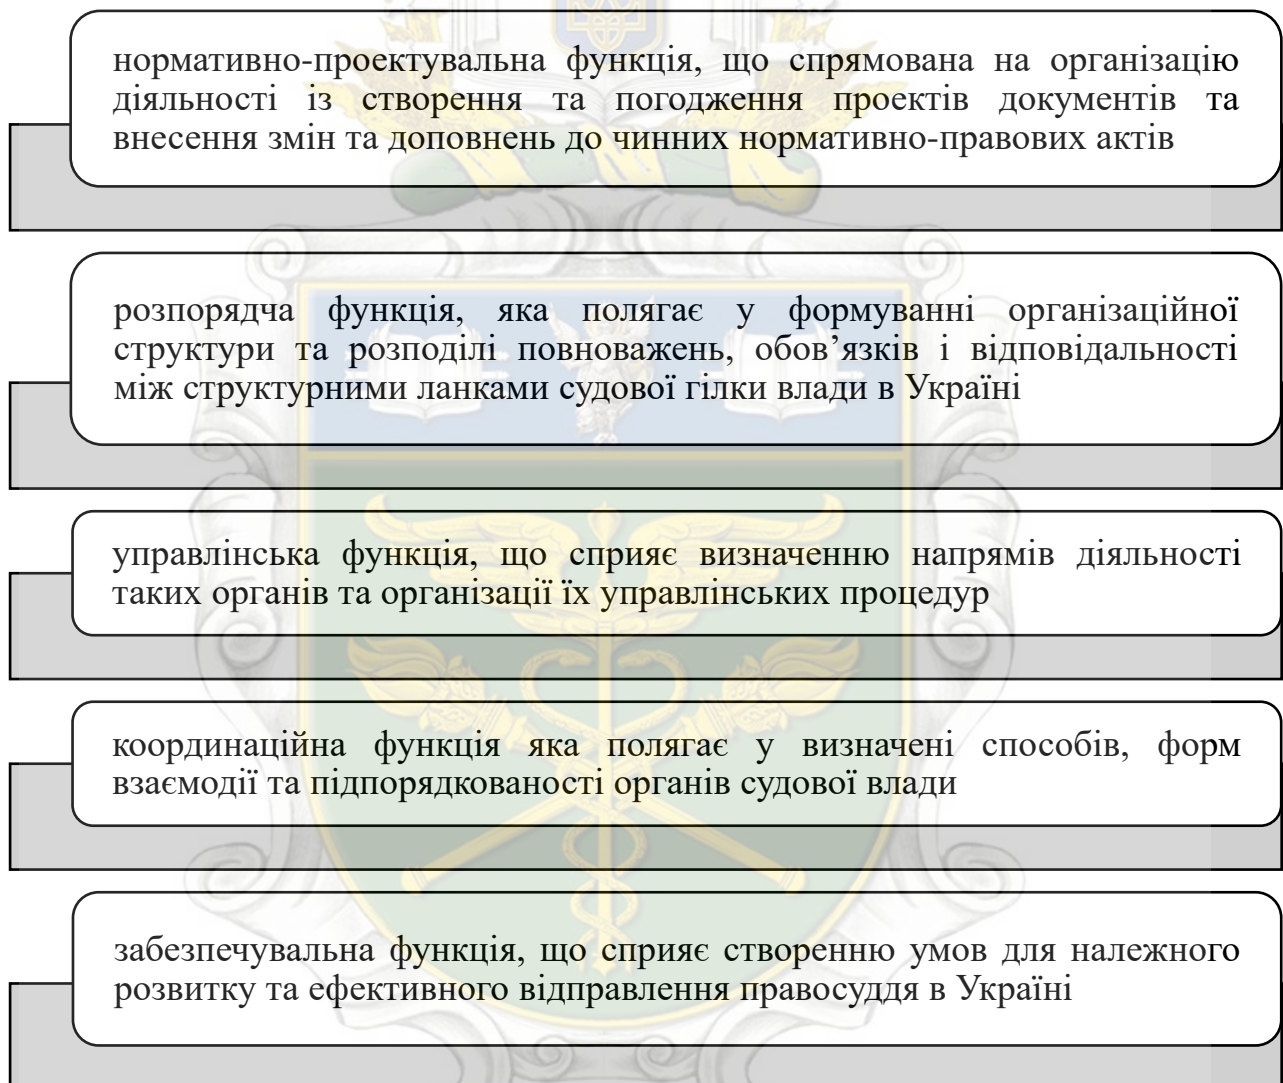 нормативно-проектувальна функція, що спрямована на організацію
діяльності із створення та погодження проектів документів та
внесення змін та доповнень до чинних нормативно-правових актів
розпорядча функція, яка полягає у формуванні організаційної
структури та розподілі повноважень, обов’язків і відповідальності
між структурними ланками судової гілки влади в Україні
управлінська функція, що сприяє визначенню напрямів діяльності
таких органів та організації їх управлінських процедур
координаційна функція яка полягає у визначені способів, форм
взаємодії та підпорядкованості органів судової влади
забезпечувальна функція, що сприяє створенню умов для належного
розвитку та ефективного відправлення правосуддя в Україні